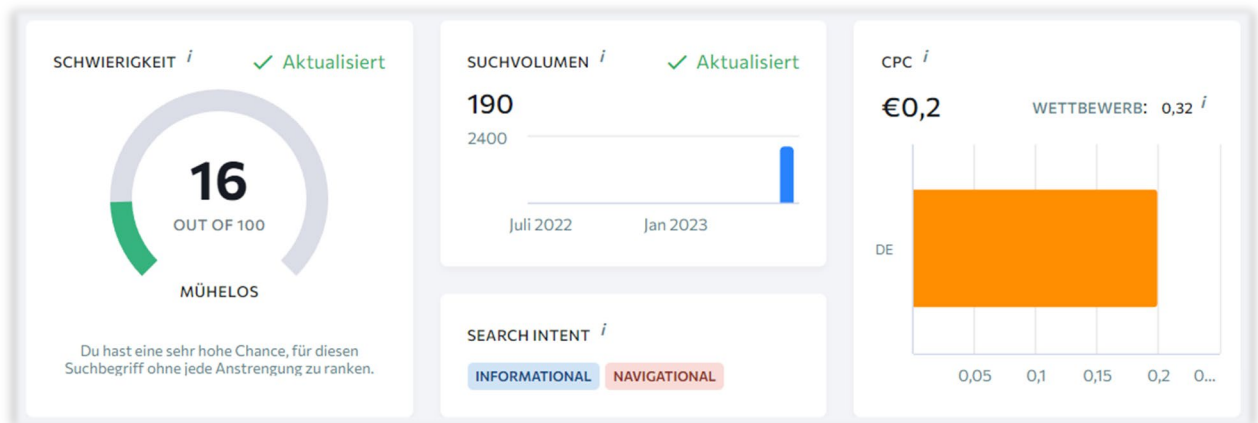 SCHWIERIGKEIT i
✓ Aktualisiert
16
OUT OF 100
MÜHELOS
Du hast eine sehr hohe Chance, für diesen
Suchbegriff ohne jede Anstrengung zu ranken.
SUCHVOLUMEN i
✓ Aktualisiert
190
2400
Juli 2022 Jan 2023
SEARCH INTENT i
INFORMATIONAL NAVIGATIONAL
CPC i
€0,2
WETTBEWERB: 0,32 i
DE
0,05 0,1 0,15 0,2 0...